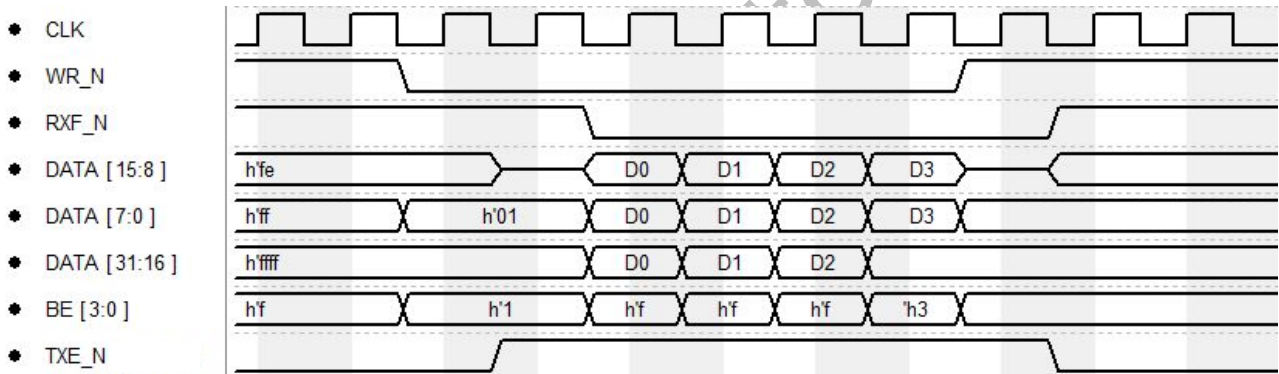 CLK
WR_N
RXF_N
DATA [15:8] h'fe D0 D1 D2 D3
DATA [7:0] h'ff h'01 D0 D1 D2 D3
DATA [31:16] h'ffff D0 D1 D2
BE [3:0] h'f h'1 h'f h'f h'f 'h3
TXE_N